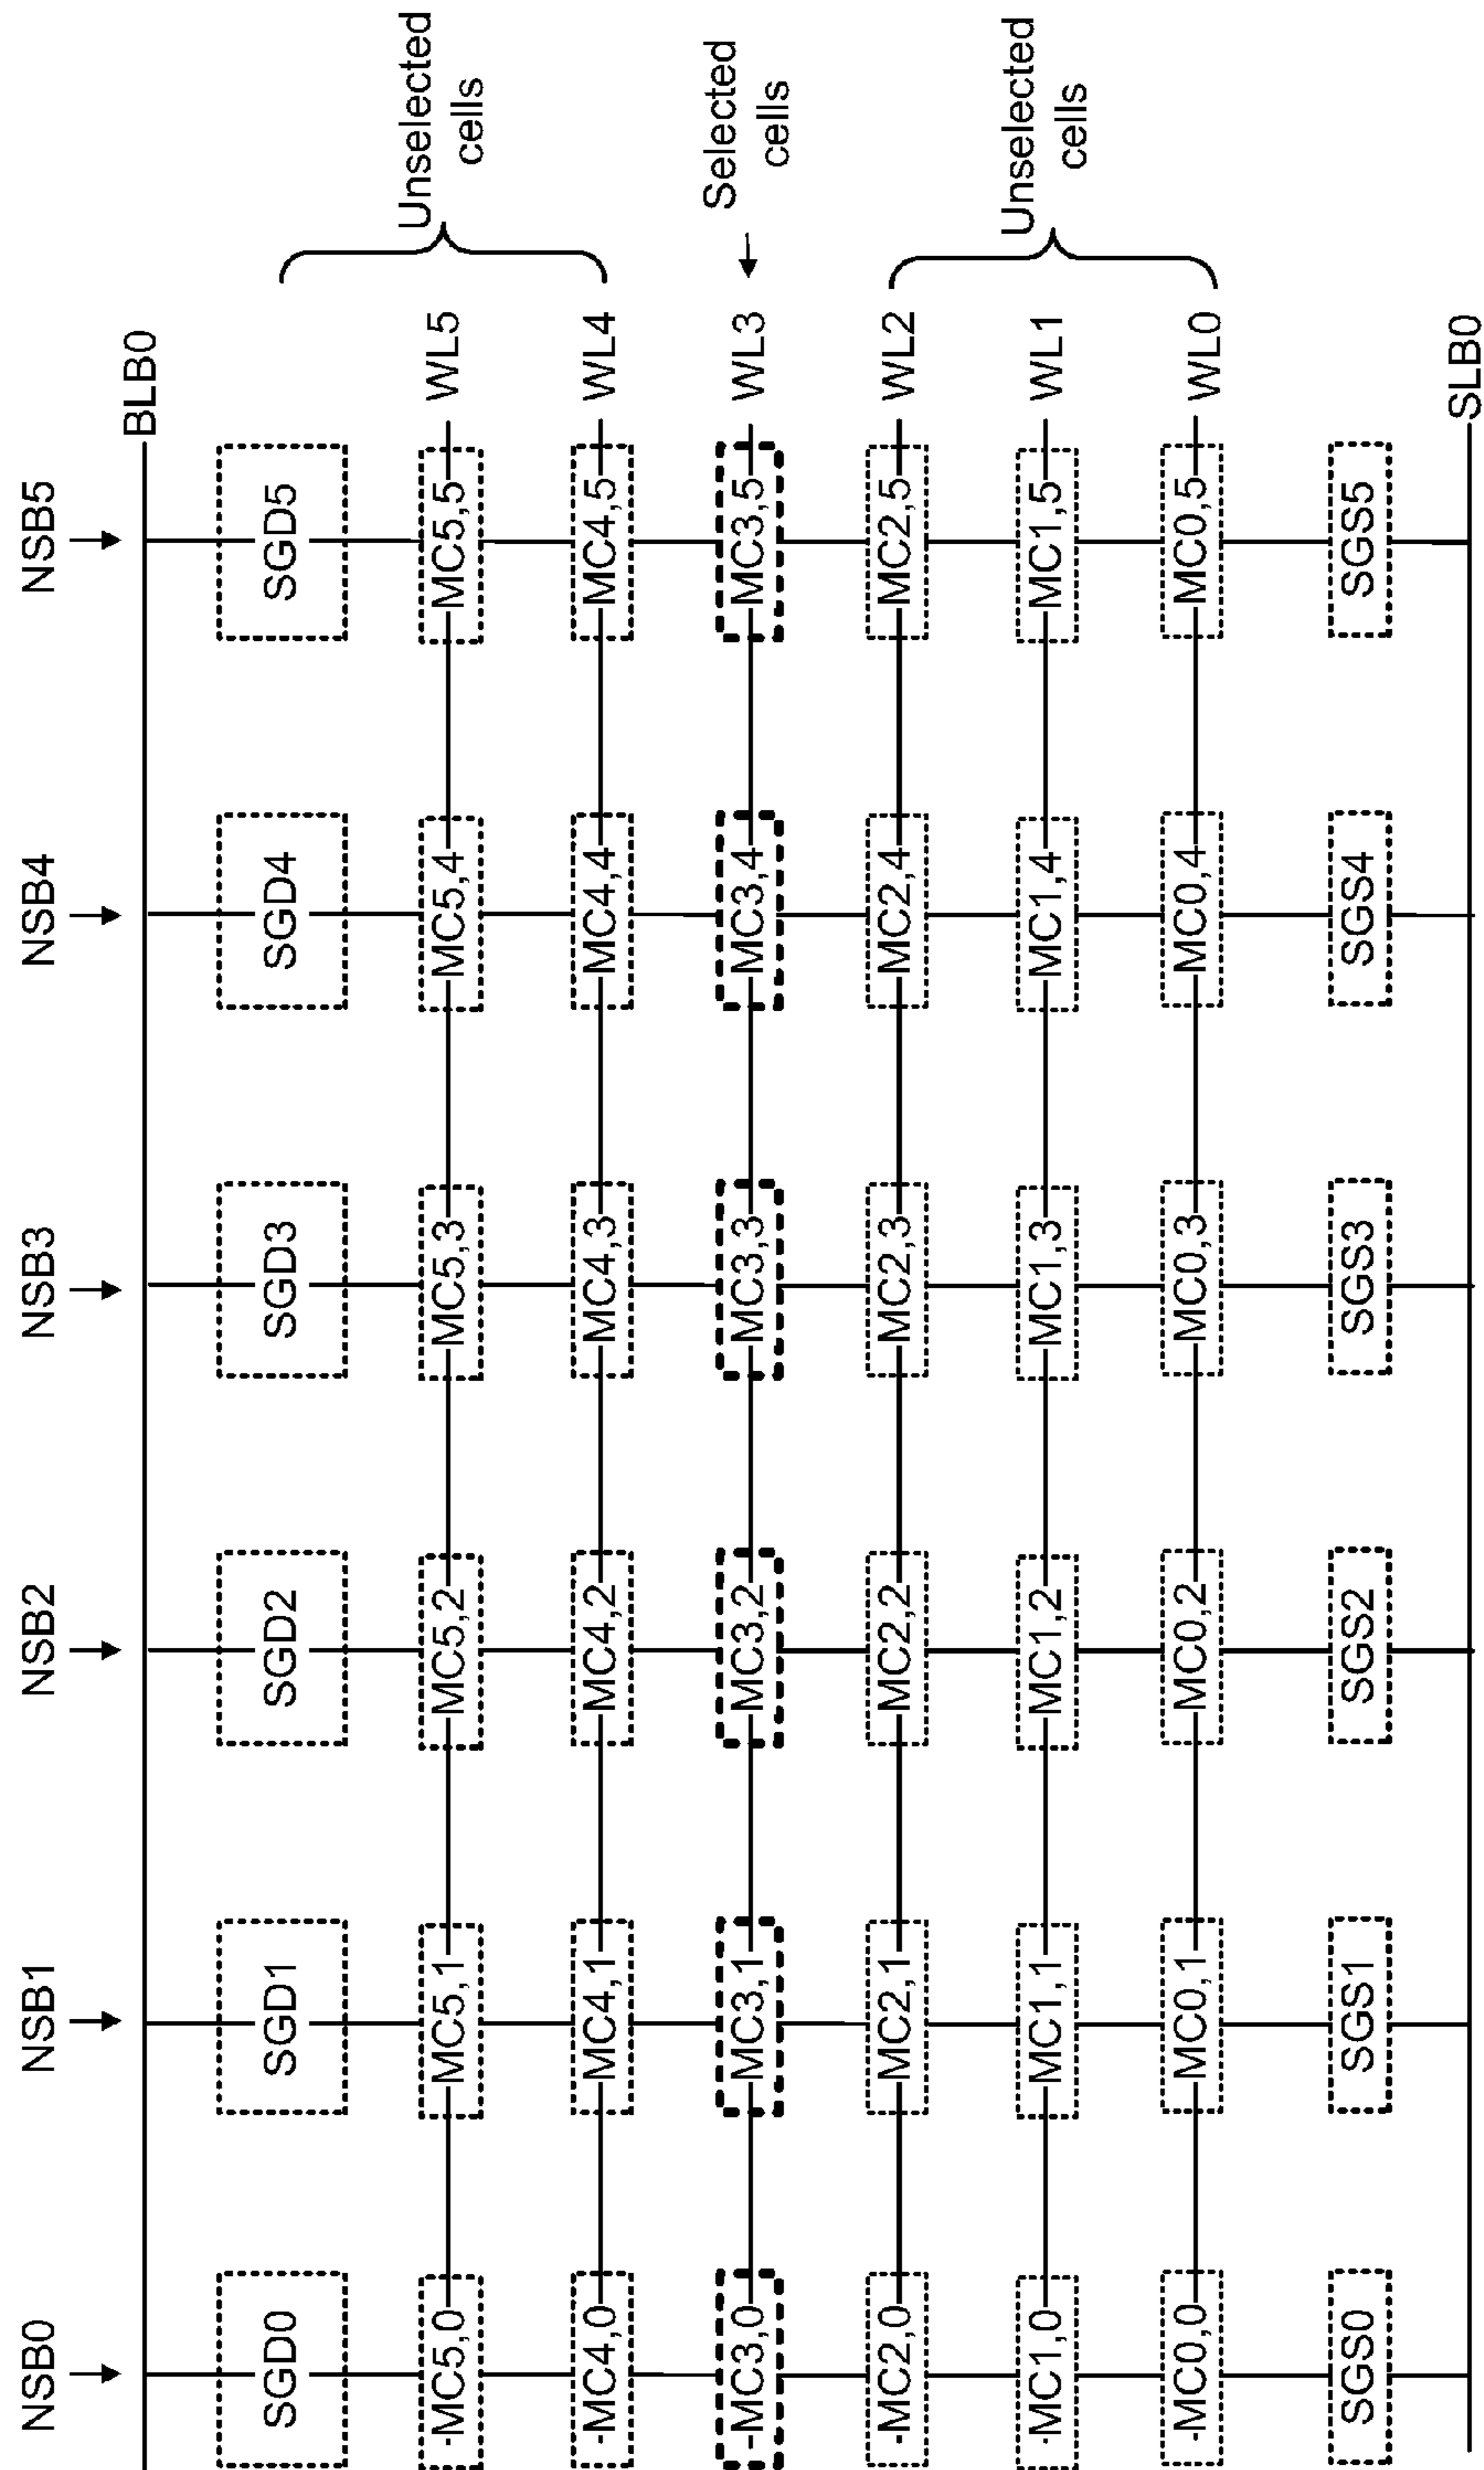 NSB0
NSB1
NSB2
NSB3
NSB4
NSB5
BLB0
SGD0
SGD1
SGD2
SGD3
SGD4
SGD5
Unselected
cells
MC5,0
MC5,1
MC5,2
MC5,3
MC5,4
MC5,5
WL5
MC4,0
MC4,1
MC4,2
MC4,3
MC4,4
MC4,5
WL4
MC3,0
MC3,1
MC3,2
MC3,3
MC3,4
MC3,5
WL3
Selected
cells
MC2,0
MC2,1
MC2,2
MC2,3
MC2,4
MC2,5
WL2
MC1,0
MC1,1
MC1,2
MC1,3
MC1,4
MC1,5
WL1
Unselected
cells
MC0,0
MC0,1
MC0,2
MC0,3
MC0,4
MC0,5
WL0
SGS0
SGS1
SGS2
SGS3
SGS4
SGS5
SLB0